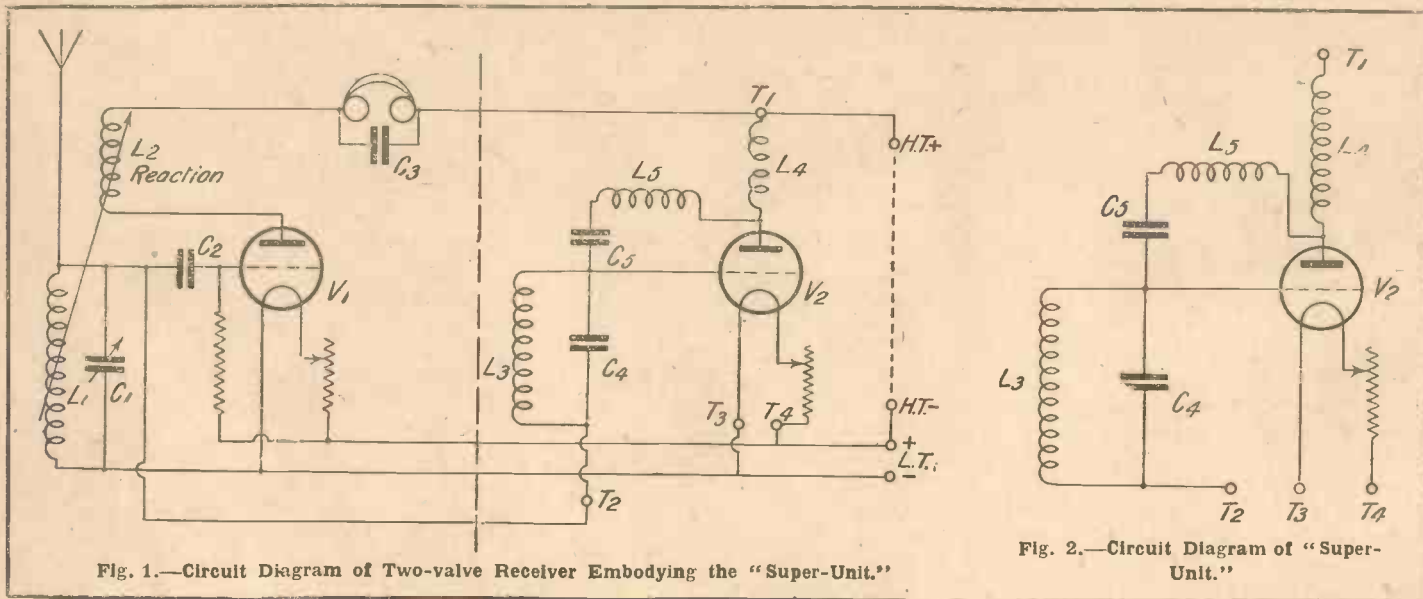 L2
Reaction
C3
T1
H.T.+
L5
L4
C2
V1
C5
V2
L1
C1
L3
C4
T3
T4
H.T.-
+
L.T.
-
T2
Fig. 1.—Circuit Diagram of Two-valve Receiver Embodying the "Super-Unit."
T1
L5
L4
C5
V2
L3
C4
T2
T3
T4
Fig. 2.—Circuit Diagram of "Super-
Unit."